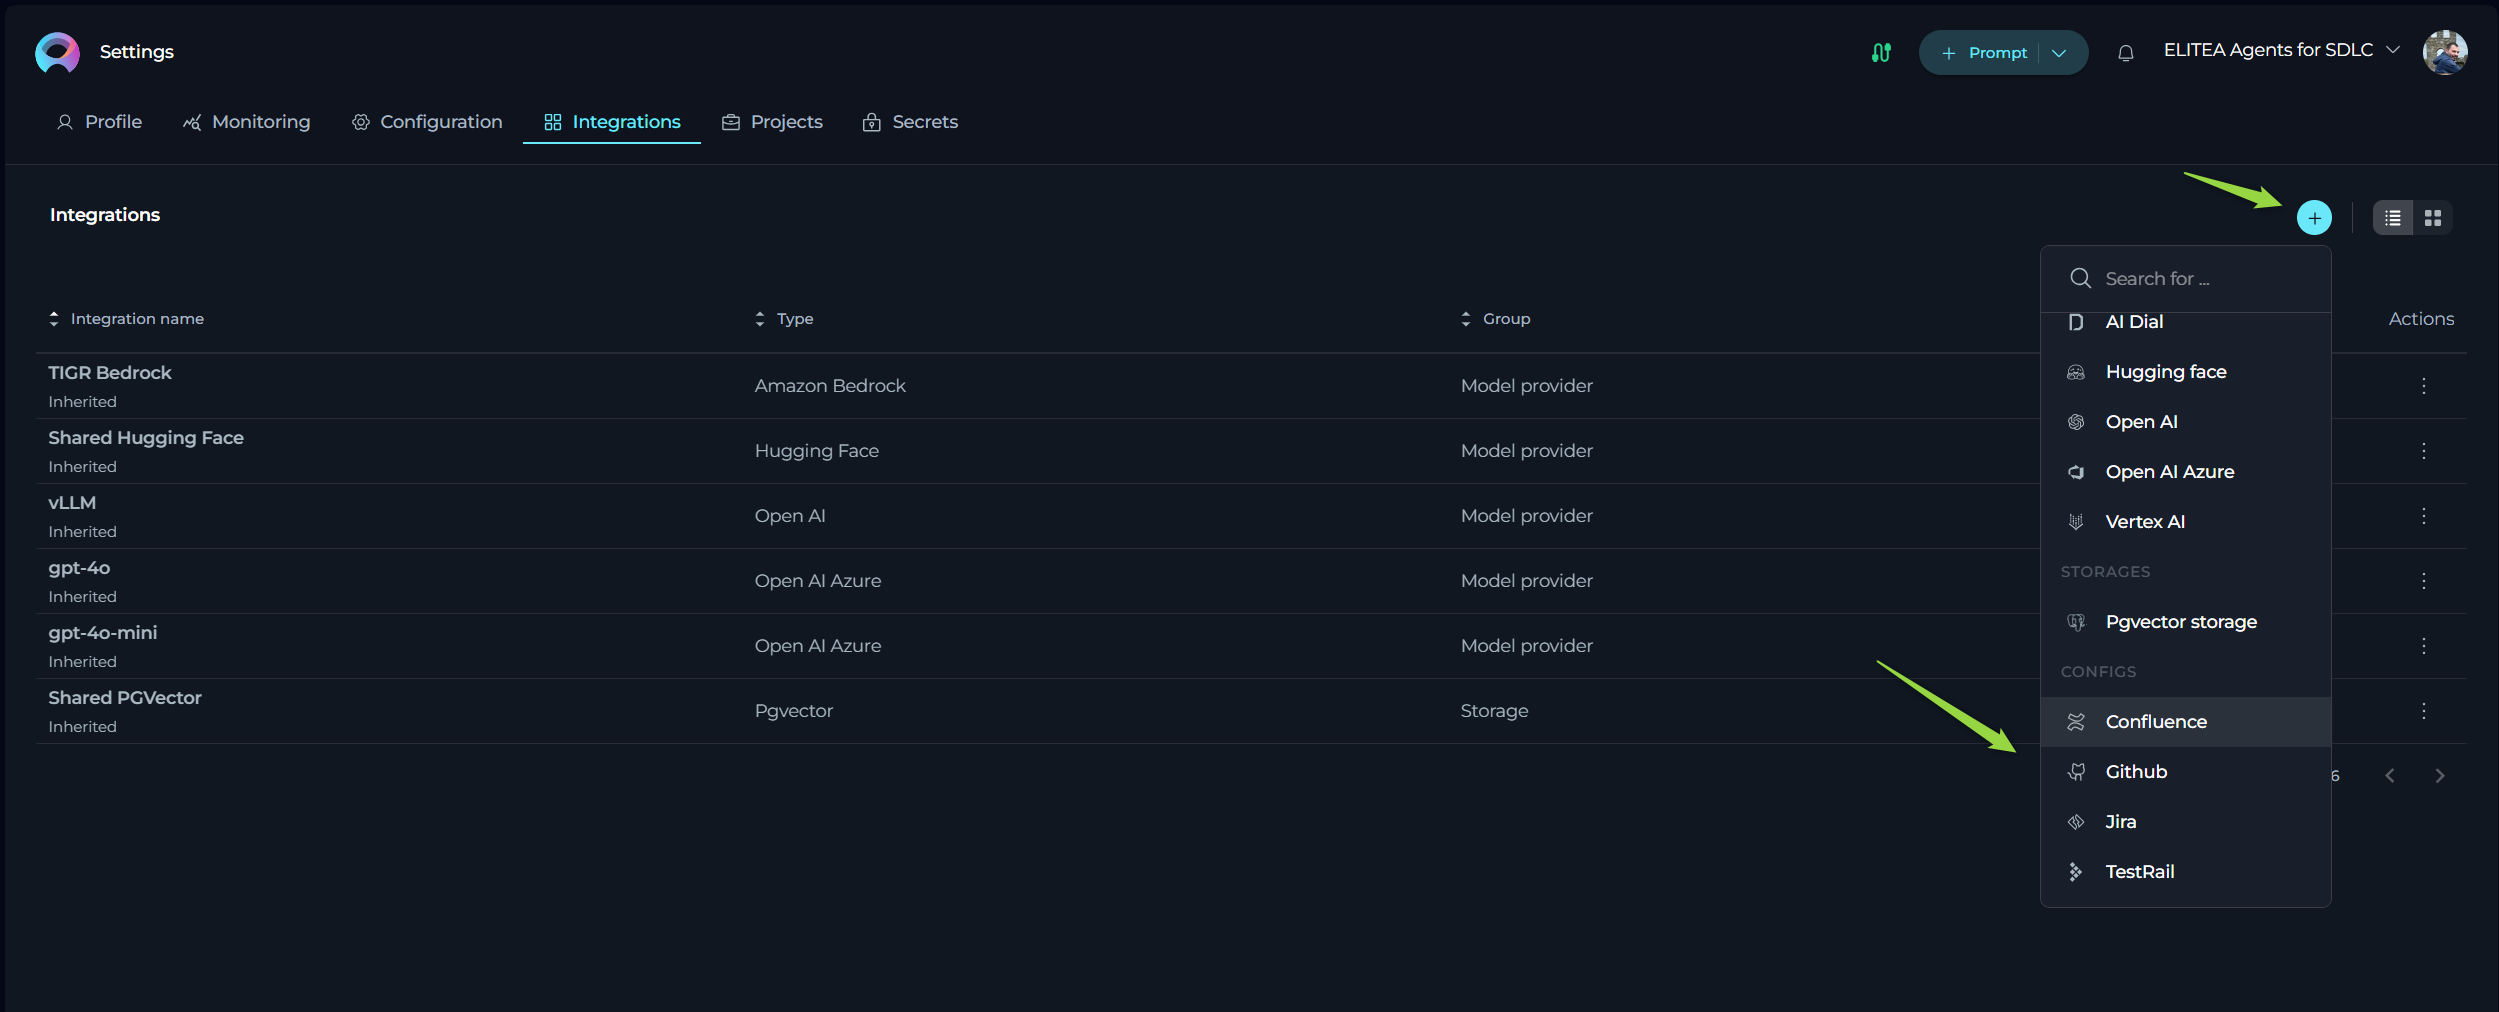 Settings
Prompt
ELITEA Agents for SDLC
Profile
Monitoring
Configuration
Integrations
Projects
Secrets
Integrations
Integration name
Type
Group
Actions
TIGR Bedrock
Inherited
Amazon Bedrock
Model provider
Shared Hugging Face
Inherited
Hugging Face
Model provider
vLLM
Inherited
Open AI
Model provider
gpt-4o
Inherited
Open AI Azure
Model provider
gpt-4o-mini
Inherited
Open AI Azure
Model provider
Shared PGVector
Inherited
Pgvector
Storage
6
Search for ...
AI Dial
Hugging face
Open AI
Open AI Azure
Vertex AI
STORAGES
Pgvector storage
CONFIGS
Confluence
Github
Jira
TestRail